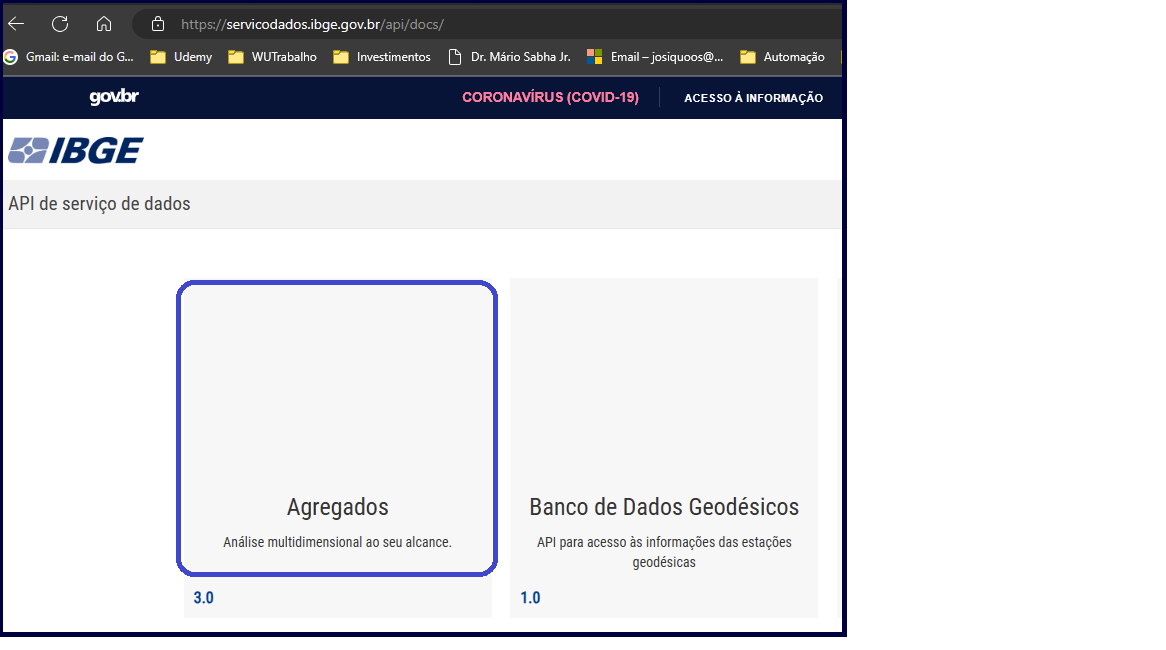 https://servicodados.ibge.gov.br/api/docs/
Gmail: e-mail do G... Udemy WUTrabalho Investimentos Dr. Mário Sabha Jr. Email – josiquoos@... Automação
gov.br CORONAVÍRUS (COVID-19) ACESSO À INFORMAÇÃO
IBGE
API de serviço de dados
Agregados
Análise multidimensional ao seu alcance.
3.0
Banco de Dados Geodésicos
API para acesso às informações das estações
geodésicas
1.0